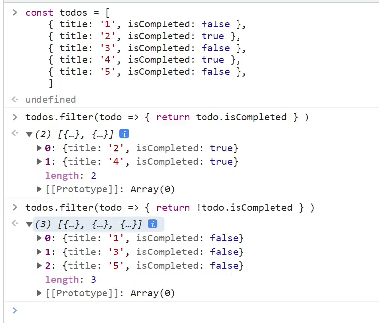 > const todos = [
{ title: '1', isCompleted: false },
{ title: '2', isCompleted: true },
{ title: '3', isCompleted: false },
{ title: '4', isCompleted: true },
{ title: '5', isCompleted: false },
]
< undefined
> todos.filter(todo => { return todo.isCompleted } )
< ▼(2) [{…}, {…}] i
▶0: {title: '2', isCompleted: true}
▶1: {title: '4', isCompleted: true}
length: 2
▶[[Prototype]]: Array(0)
> todos.filter(todo => { return !todo.isCompleted } )
< ▼(3) [{…}, {…}, {…}] i
▶0: {title: '1', isCompleted: false}
▶1: {title: '3', isCompleted: false}
▶2: {title: '5', isCompleted: false}
length: 3
▶[[Prototype]]: Array(0)
>